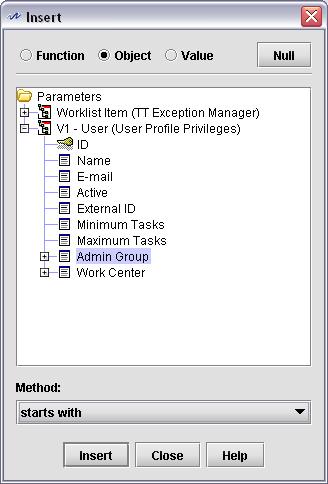 Insert
Function Object Value Null
Parameters
Worklist Item (TT Exception Manager)
V1 - User (User Profile Privileges)
ID
Name
E-mail
Active
External ID
Minimum Tasks
Maximum Tasks
Admin Group
Work Center
Method:
starts with
Insert Close Help